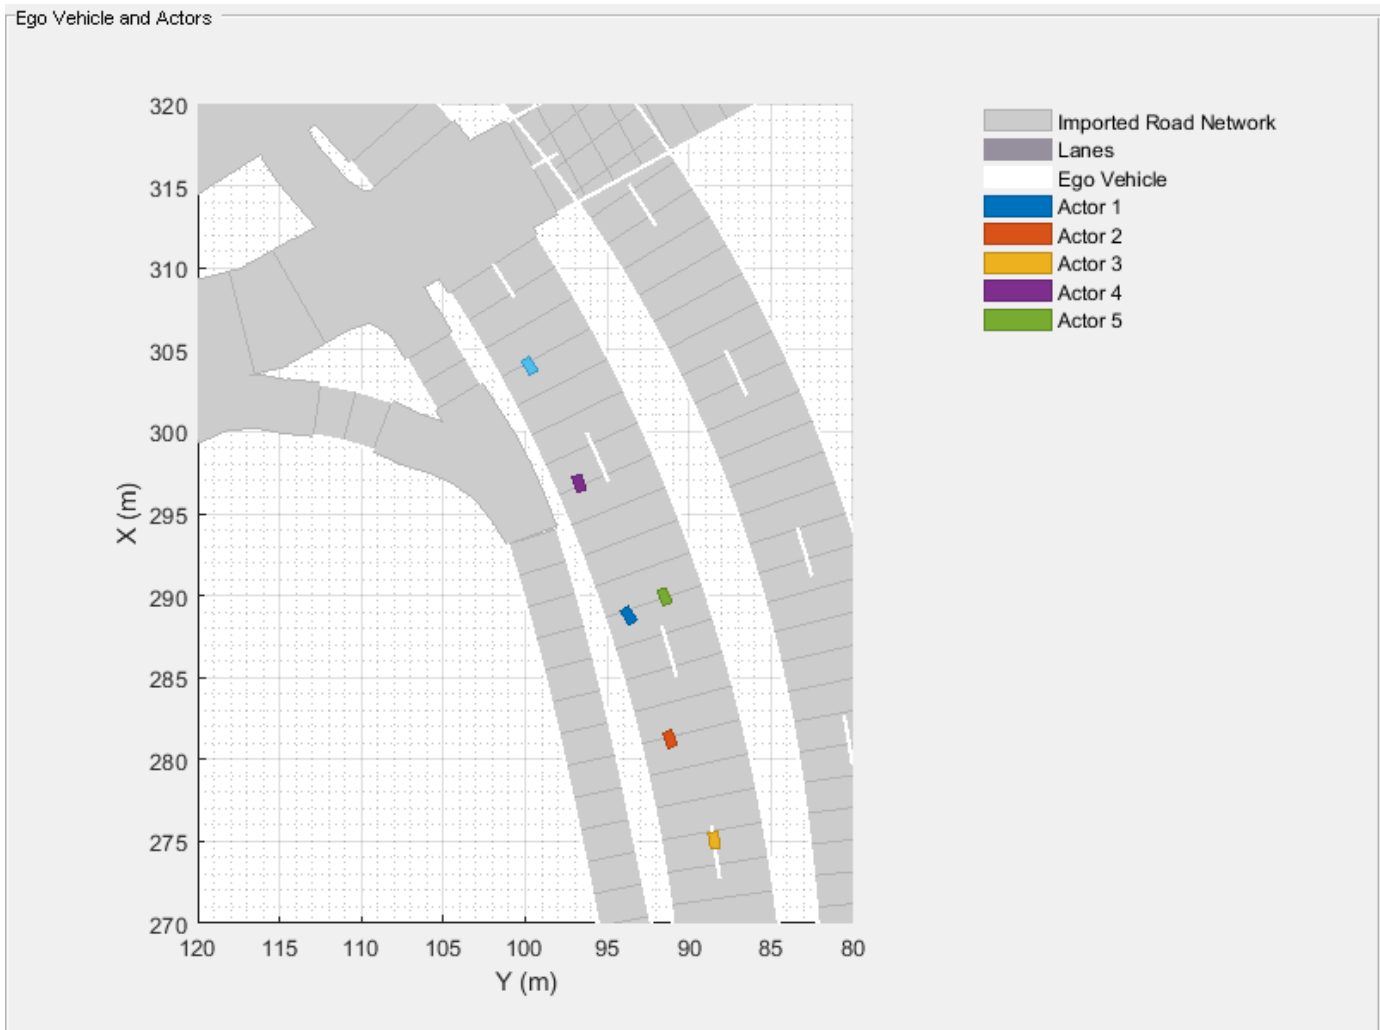 Ego Vehicle and Actors
320
315
310
305
300
295
290
285
280
275
270
X (m)
120
115
110
105
100
95
90
85
80
Y (m)
Imported Road Network
Lanes
Ego Vehicle
Actor 1
Actor 2
Actor 3
Actor 4
Actor 5